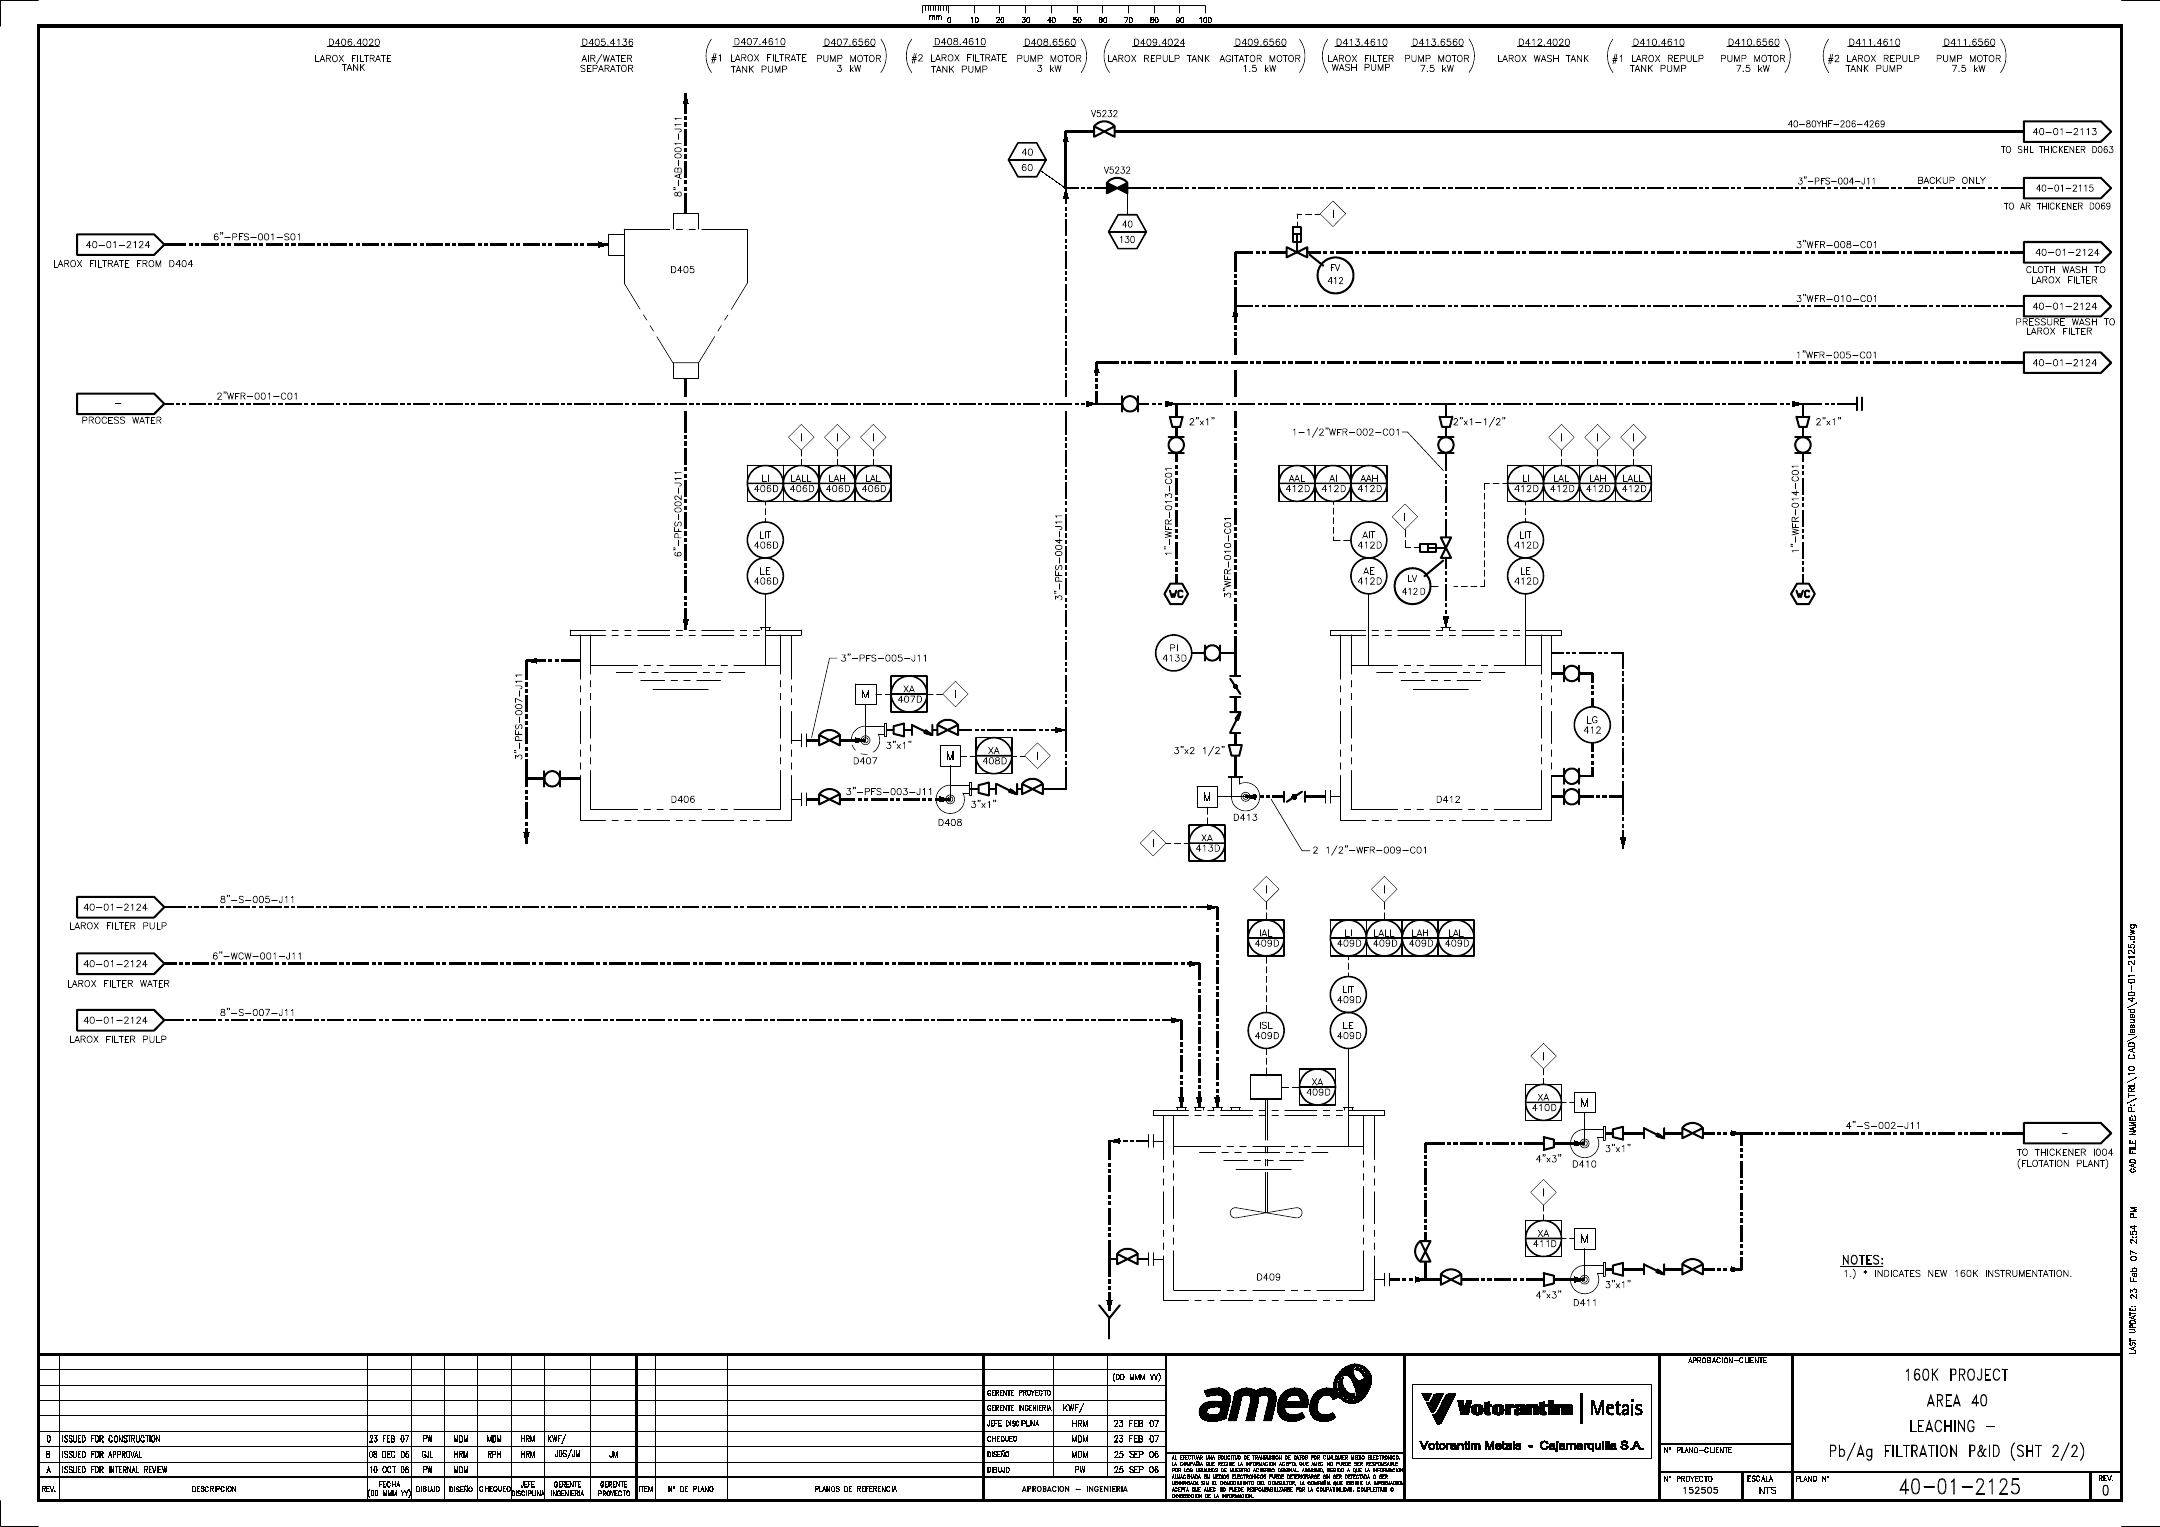 mm 0 10 20 30 40 50 60 70 80 90 100
D406.4020
LAROX FILTRATE
TANK
D405.4136
AIR/WATER
SEPARATOR
D407.4610 D407.6560
#1 LAROX FILTRATE PUMP MOTOR
TANK PUMP 3 kW
D408.4610 D408.6560
#2 LAROX FILTRATE PUMP MOTOR
TANK PUMP 3 kW
D409.4024 D409.6560
LAROX REPULP TANK AGITATOR MOTOR
1.5 kW
D413.4610 D413.6560
LAROX FILTER PUMP MOTOR
WASH PUMP 7.5 kW
D412.4020
LAROX WASH TANK
D410.4610 D410.6560
#1 LAROX REPULP PUMP MOTOR
TANK PUMP 7.5 kW
D411.4610 D411.6560
#2 LAROX REPULP PUMP MOTOR
TANK PUMP 7.5 kW
8"-AB-001-J11
V5232
40-80YHF-206-4269
40-01-2113
TO SHL THICKENER D063
40
60
V5232
3"-PFS-004-J11 BACKUP ONLY
40-01-2115
TO AR THICKENER D069
40
130
I
40-01-2124
6"-PFS-001-S01
LAROX FILTRATE FROM D404
D405
FV
412
3"WFR-008-C01
40-01-2124
CLOTH WASH TO
LAROX FILTER
3"WFR-010-C01
40-01-2124
PRESSURE WASH TO
LAROX FILTER
1"WFR-005-C01
40-01-2124
-
2"WFR-001-C01
PROCESS WATER
2"x1"
1-1/2"WFR-002-C01
2"x1-1/2"
2"x1"
6"-PFS-002-J11
I I I
LI LALL LAH LAL
406D 406D 406D 406D
LIT
406D
LE
406D
3"-PFS-004-J11
1"-WFR-013-C01
WC
3"WFR-010-C01
AAL AI AAH
412D 412D 412D
AIT
412D
AE
412D
I
LV
412D
I I I
LI LAL LAH LALL
412D 412D 412D 412D
LIT
412D
LE
412D
1"-WFR-014-C01
WC
3"-PFS-007-J11
3"-PFS-005-J11
M
XA
407D
I
3"x1"
D407
M
XA
408D
I
3"-PFS-003-J11
3"x1"
D408
D406
PI
413D
3"x2 1/2"
M
D413
XA
413D
I
2 1/2"-WFR-009-C01
D412
LG
412
40-01-2124
8"-S-005-J11
LAROX FILTER PULP
40-01-2124
6"-WCW-001-J11
LAROX FILTER WATER
40-01-2124
8"-S-007-J11
LAROX FILTER PULP
I I
IAL
409D
LI LALL LAH LAL
409D 409D 409D 409D
ISL
409D
LIT
409D
LE
409D
XA
409D
D409
I
XA
410D
M
4"x3"
D410
3"x1"
4"-S-002-J11
-
TO THICKENER I004
(FLOTATION PLANT)
I
XA
411D
M
4"x3"
D411
3"x1"
NOTES:
1.) * INDICATES NEW 160K INSTRUMENTATION.
LAST UPDATE: 23 Feb 07 2:54 PM CAD FILE NAME: P:\TRIL\10 CAD\Issued\40-01-2125.dwg
0 ISSUED FOR CONSTRUCTION 23 FEB 07 PW MDM MDM HRM KWF/
B ISSUED FOR APPROVAL 08 DEC 06 GJL HRM RPH HRM JDS/JM JM
A ISSUED FOR INTERNAL REVIEW 10 OCT 06 PW MDM
REV. DESCRIPCION FECHA (DD MMM YY) DIBUJO DISEÑO CHEQUEO JEFE DISCIPLINA GERENTE INGENIERIA GERENTE PROYECTO
ITEM Nº DE PLANO PLANOS DE REFERENCIA
(DD MMM YY)
GERENTE PROYECTO
GERENTE INGENIERIA KWF/
JEFE DISCIPLINA HRM 23 FEB 07
CHEQUEO MDM 23 FEB 07
DISEÑO MDM 25 SEP 06
DIBUJO PW 25 SEP 06
APROBACION - INGENIERIA
amec
Votorantim | Metais
Votorantim Metais - Cajamarquilla S.A.
APROBACION-CLIENTE
Nº PLANO-CLIENTE
Nº PROYECTO
152505
ESCALA
NTS
160K PROJECT
AREA 40
LEACHING -
Pb/Ag FILTRATION P&ID (SHT 2/2)
PLANO Nº
40-01-2125
REV.
0